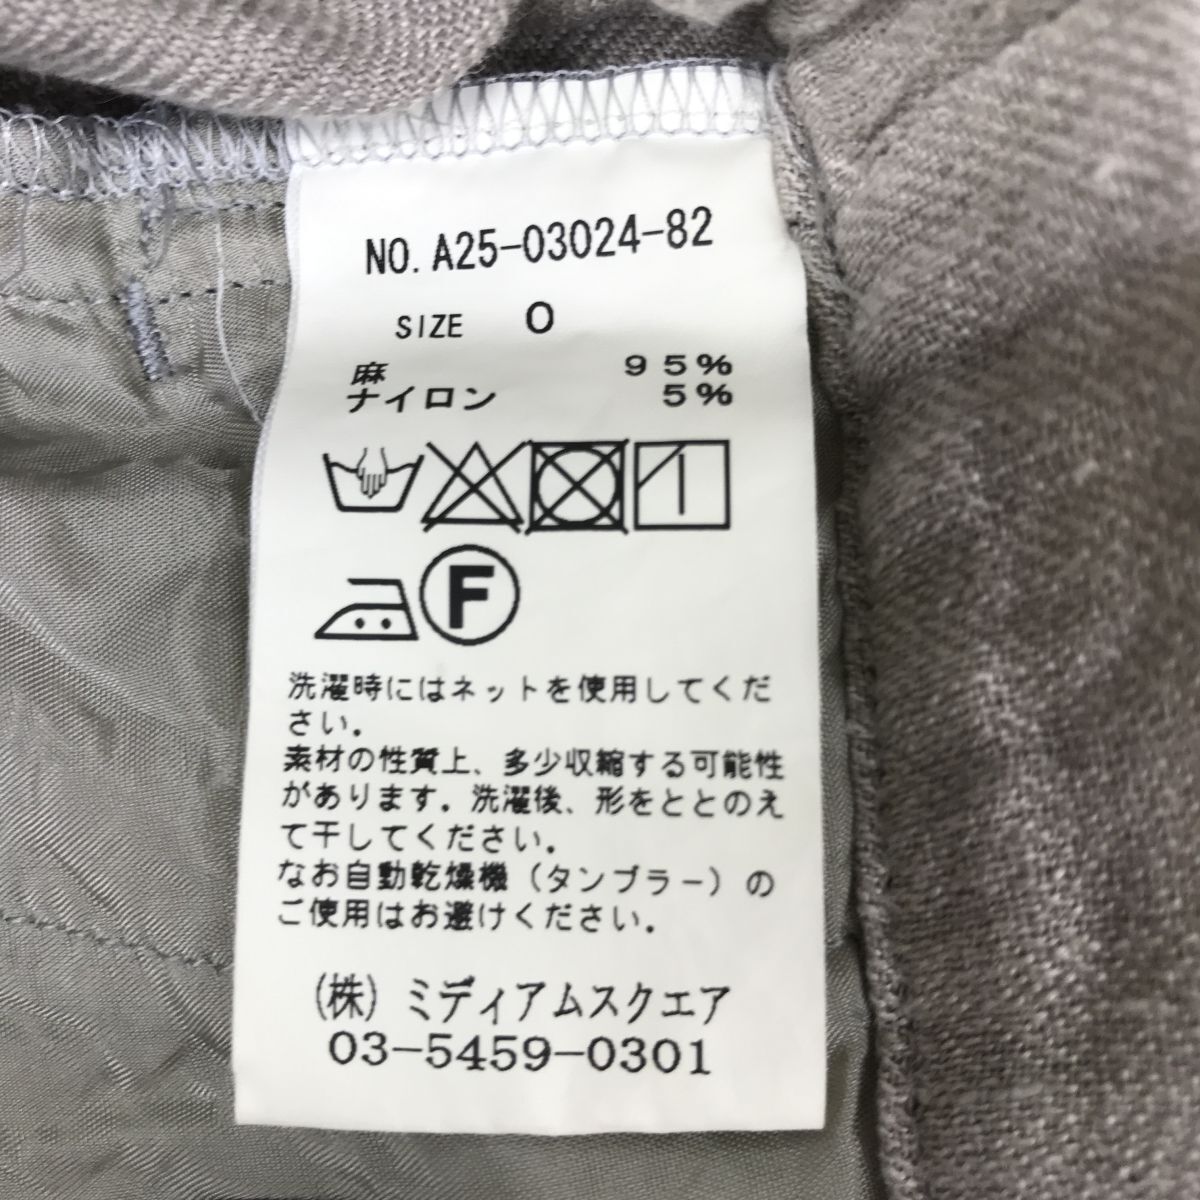 NO. A25-03024-82
SIZE 0
麻 95%
ナイロン 5%
F
洗濯時にはネットを使用してくだ
さい。
素材の性質上、多少収縮する可能性
があります。洗濯後、形をととのえ
て干してください。
なお自動乾燥機（タンブラー）の
ご使用はお避けください。
（株）ミディアムスクエア
03-5459-0301